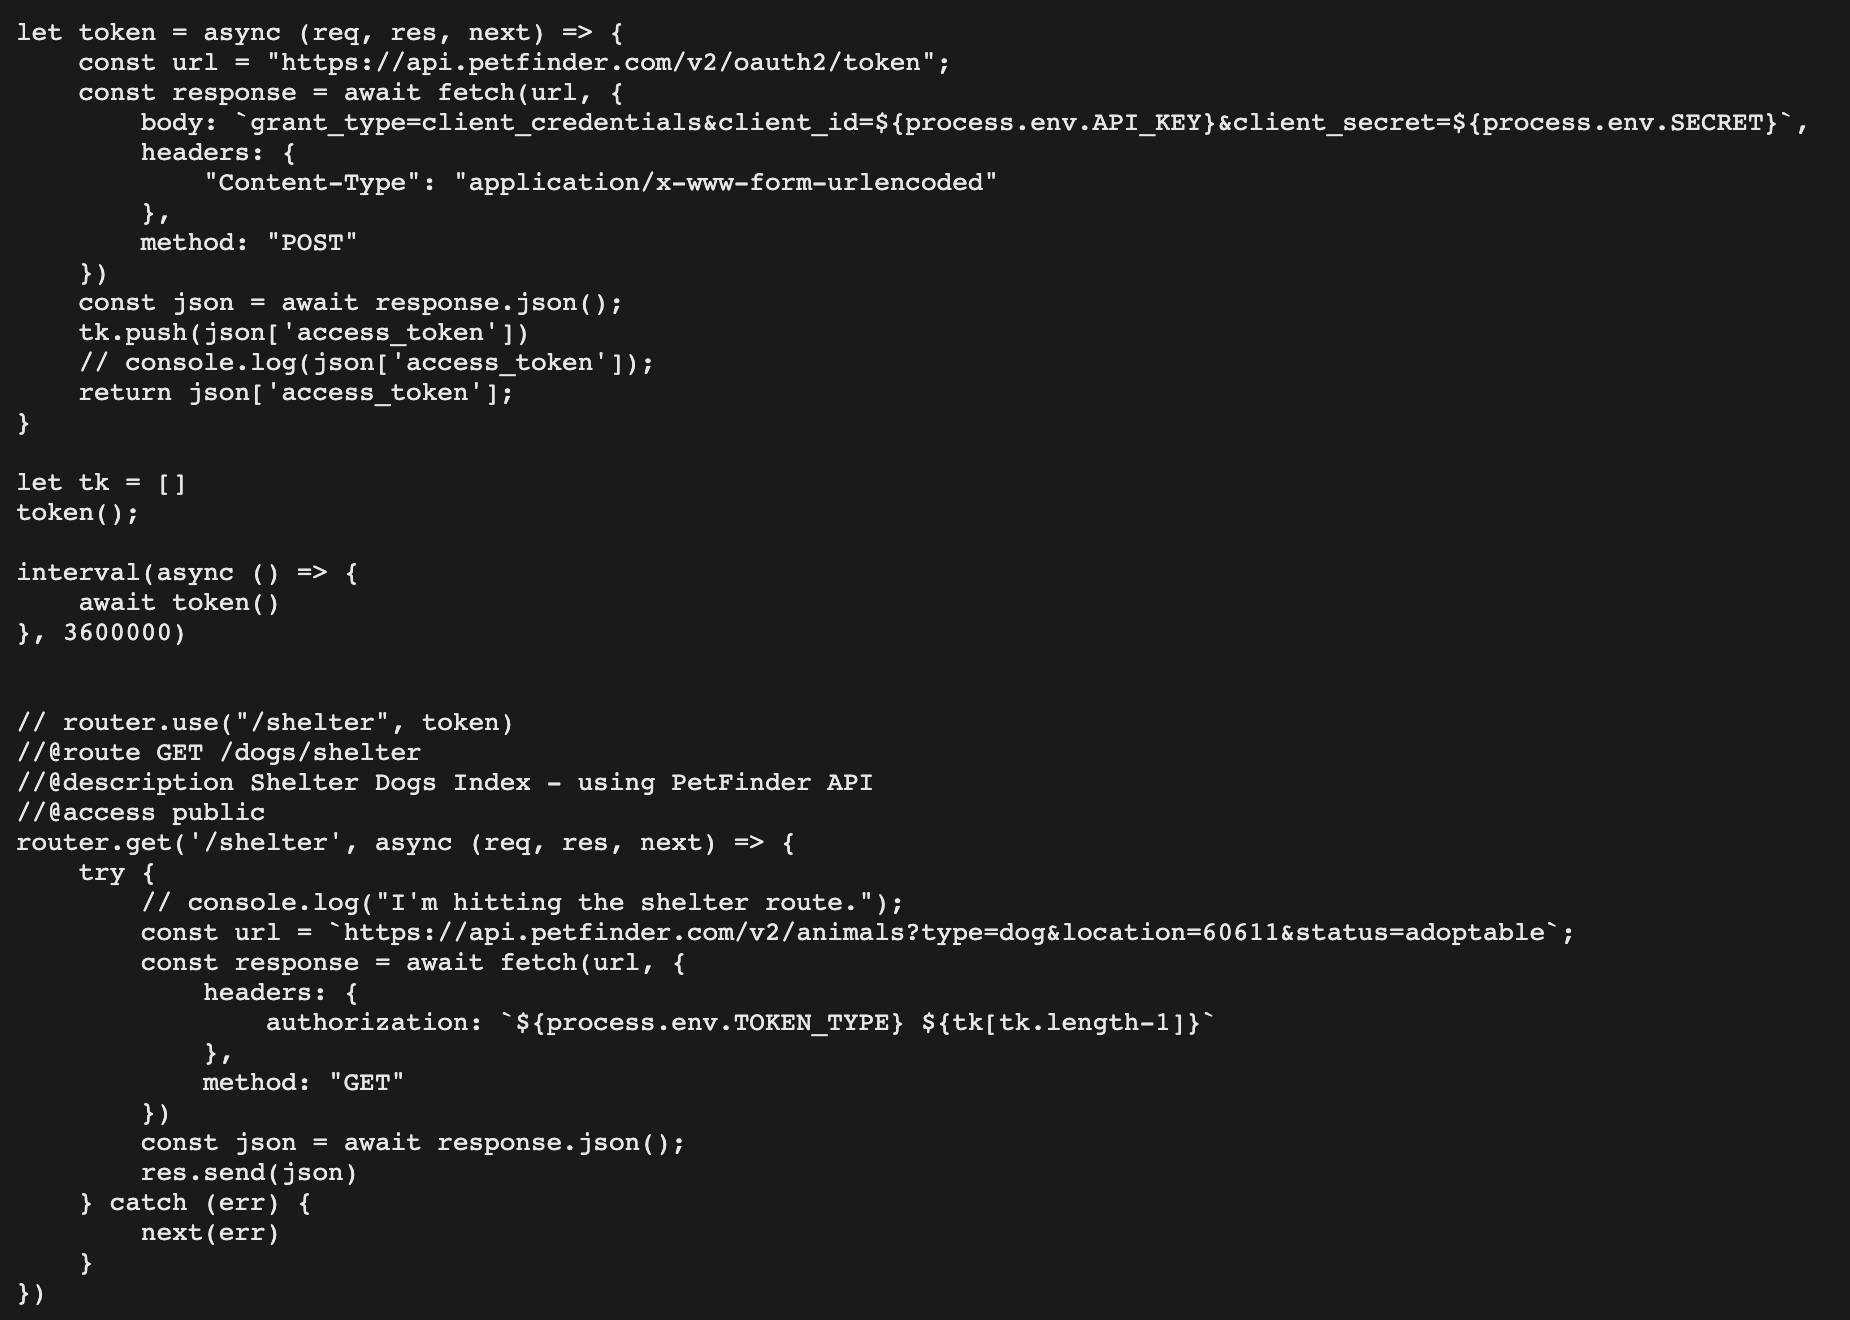 let token = async (req, res, next) => {
    const url = "https://api.petfinder.com/v2/oauth2/token";
    const response = await fetch(url, {
        body: `grant_type=client_credentials&client_id=${process.env.API_KEY}&client_secret=${process.env.SECRET}`,
        headers: {
            "Content-Type": "application/x-www-form-urlencoded"
        },
        method: "POST"
    })
    const json = await response.json();
    tk.push(json['access_token'])
    // console.log(json['access_token']);
    return json['access_token'];
}

let tk = []
token();

interval(async () => {
    await token()
}, 3600000)


// router.use("/shelter", token)
//@route GET /dogs/shelter
//@description Shelter Dogs Index - using PetFinder API
//@access public
router.get('/shelter', async (req, res, next) => {
    try {
        // console.log("I'm hitting the shelter route.");
        const url = `https://api.petfinder.com/v2/animals?type=dog&location=60611&status=adoptable`;
        const response = await fetch(url, {
            headers: {
                authorization: `${process.env.TOKEN_TYPE} ${tk[tk.length-1]}`
            },
            method: "GET"
        })
        const json = await response.json();
        res.send(json)
    } catch (err) {
        next(err)
    }
})